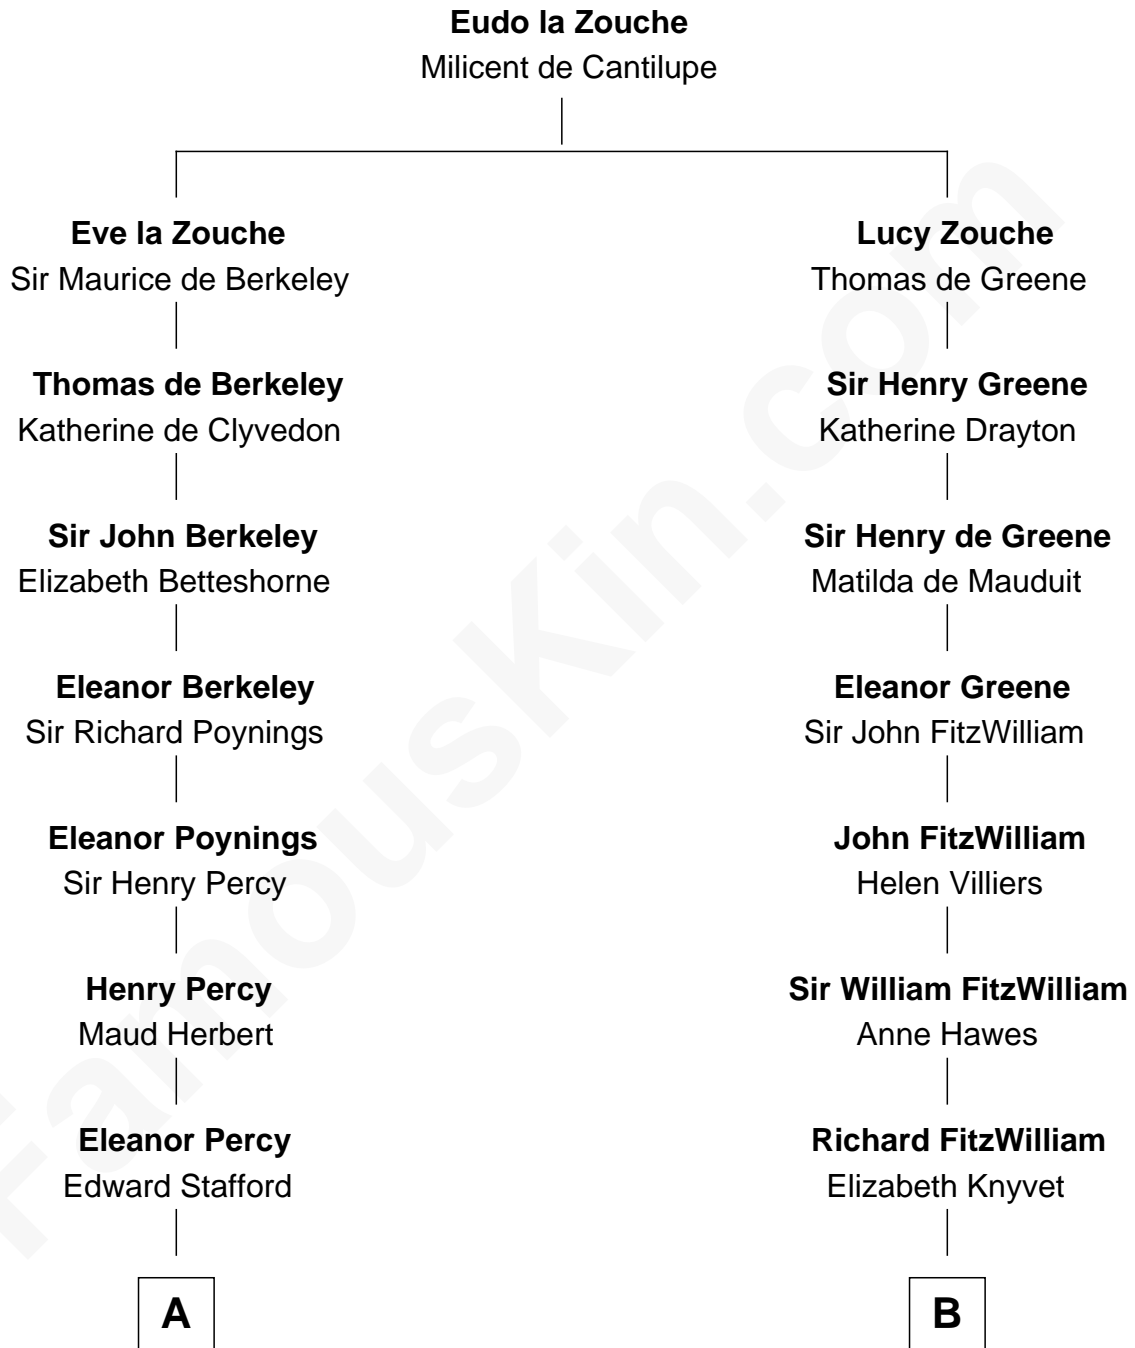 Eudo la Zouche
Milicent de Cantilupe
Eve la Zouche
Sir Maurice de Berkeley
Lucy Zouche
Thomas de Greene
Thomas de Berkeley
Katherine de Clyvedon
Sir Henry Greene
Katherine Drayton
Sir John Berkeley
Elizabeth Betteshorne
Sir Henry de Greene
Matilda de Mauduit
Eleanor Berkeley
Sir Richard Poynings
Eleanor Greene
Sir John FitzWilliam
Eleanor Poynings
Sir Henry Percy
John FitzWilliam
Helen Villiers
Henry Percy
Maud Herbert
Sir William FitzWilliam
Anne Hawes
Eleanor Percy
Edward Stafford
Richard FitzWilliam
Elizabeth Knyvet
A
B
FamousKin.com